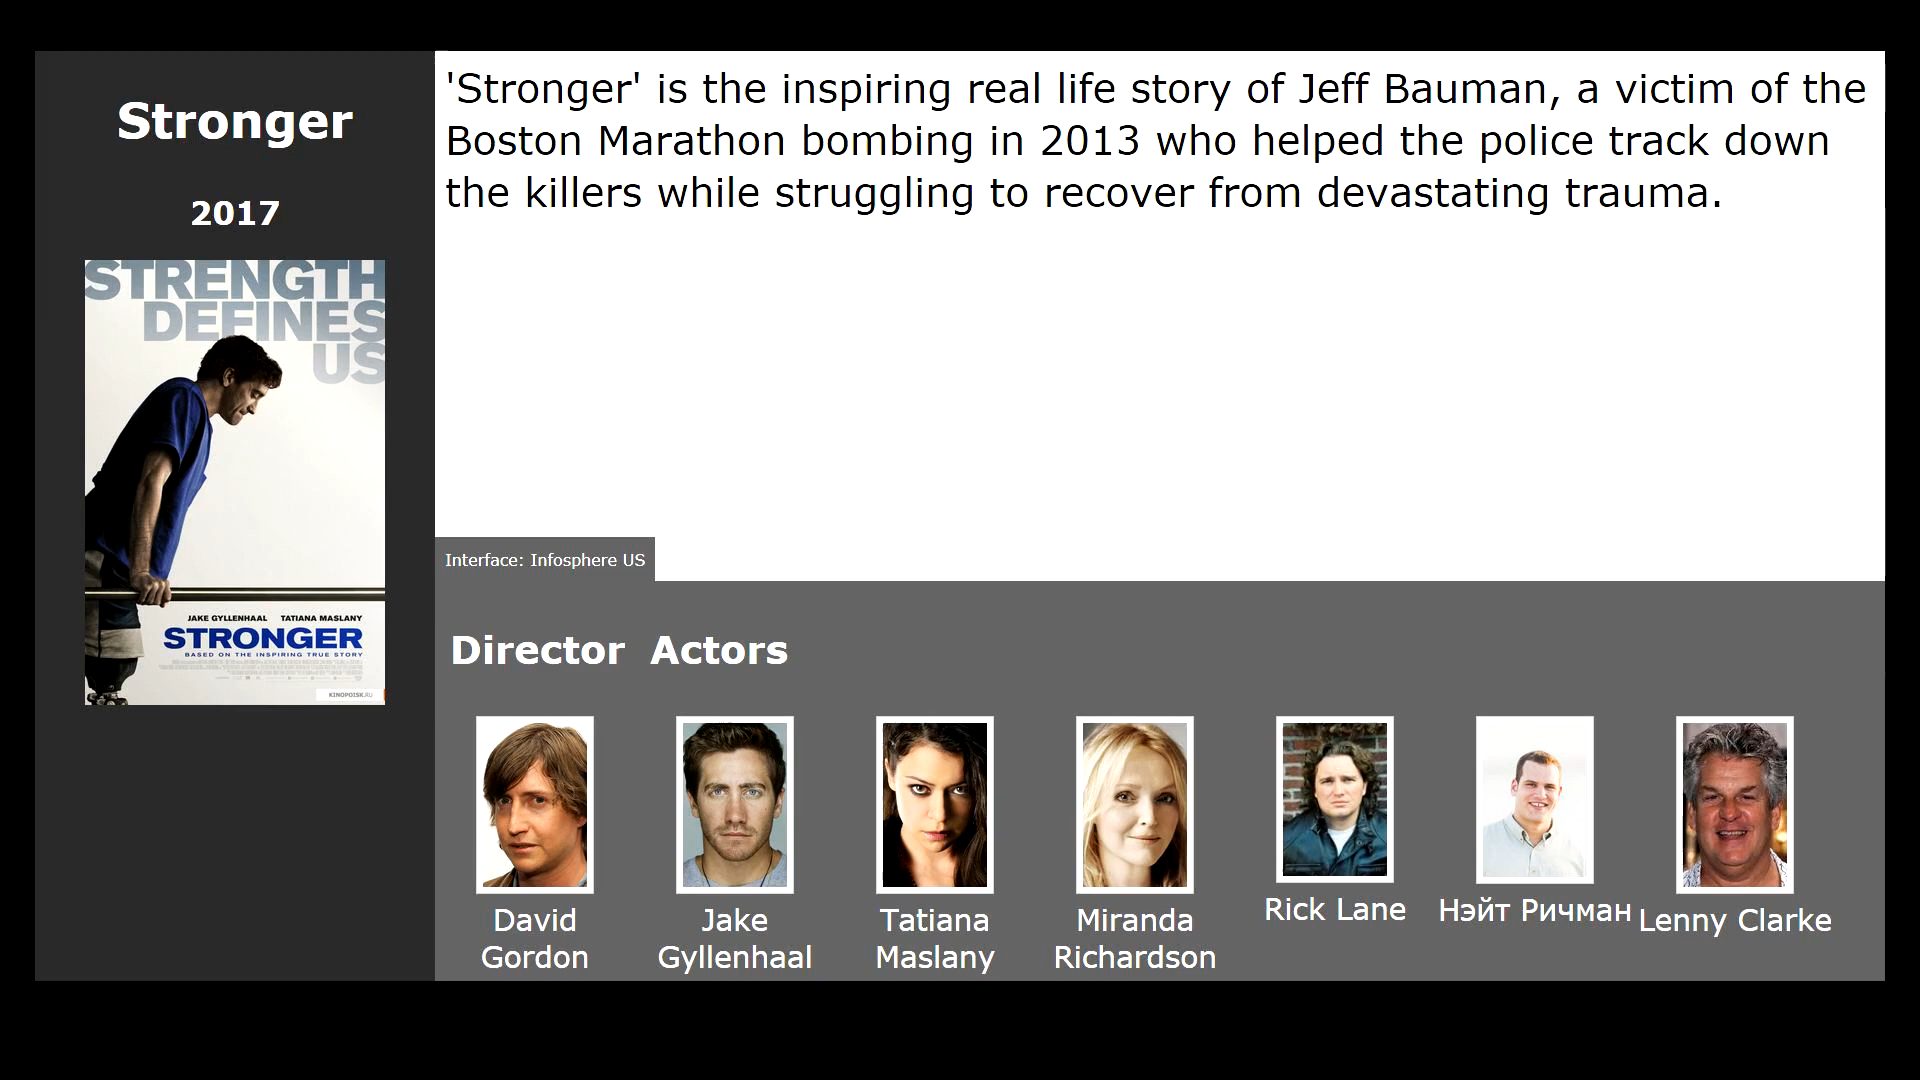 Stronger
2017
STRENGTH
DEFINES
US
JAKE GYLLENHAAL TATIANA MASLANY
STRONGER
BASED ON THE INSPIRING TRUE STORY
KINOPOISK.RU
'Stronger' is the inspiring real life story of Jeff Bauman, a victim of the
Boston Marathon bombing in 2013 who helped the police track down
the killers while struggling to recover from devastating trauma.
Interface: Infosphere US
Director Actors
David
Gordon
Jake
Gyllenhaal
Tatiana
Maslany
Miranda
Richardson
Rick Lane
Нэйт Ричман
Lenny Clarke